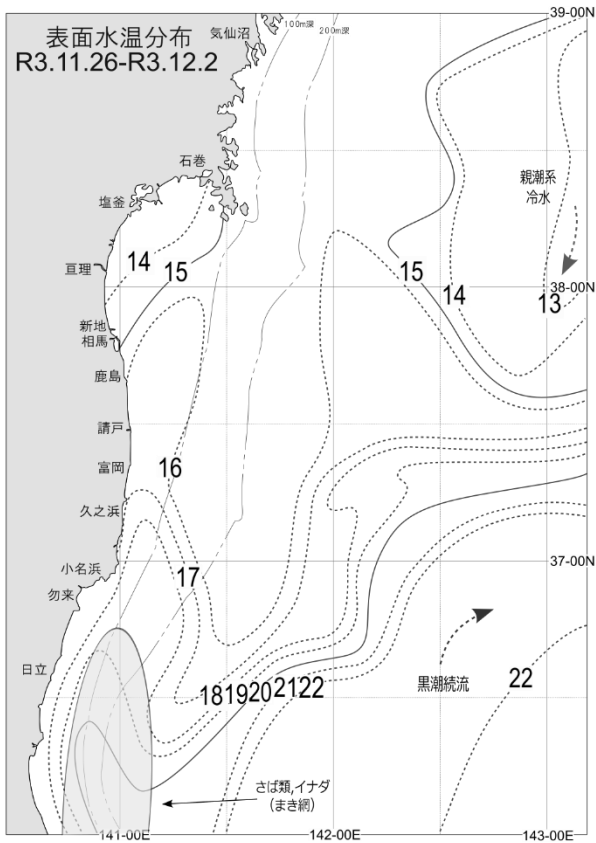 表面水温分布
R3.11.26-R3.12.2
気仙沼
100m深
200m深
39-00N
石巻
塩釜
親潮系
冷水
亘理
14
15
15
14
13
38-00N
新地
相馬
鹿島
請戸
富岡
16
久之浜
小名浜
17
37-00N
勿来
日立
18
19
20
21
22
黒潮続流
22
さば類,イナダ
(まき網)
141-00E
142-00E
143-00E